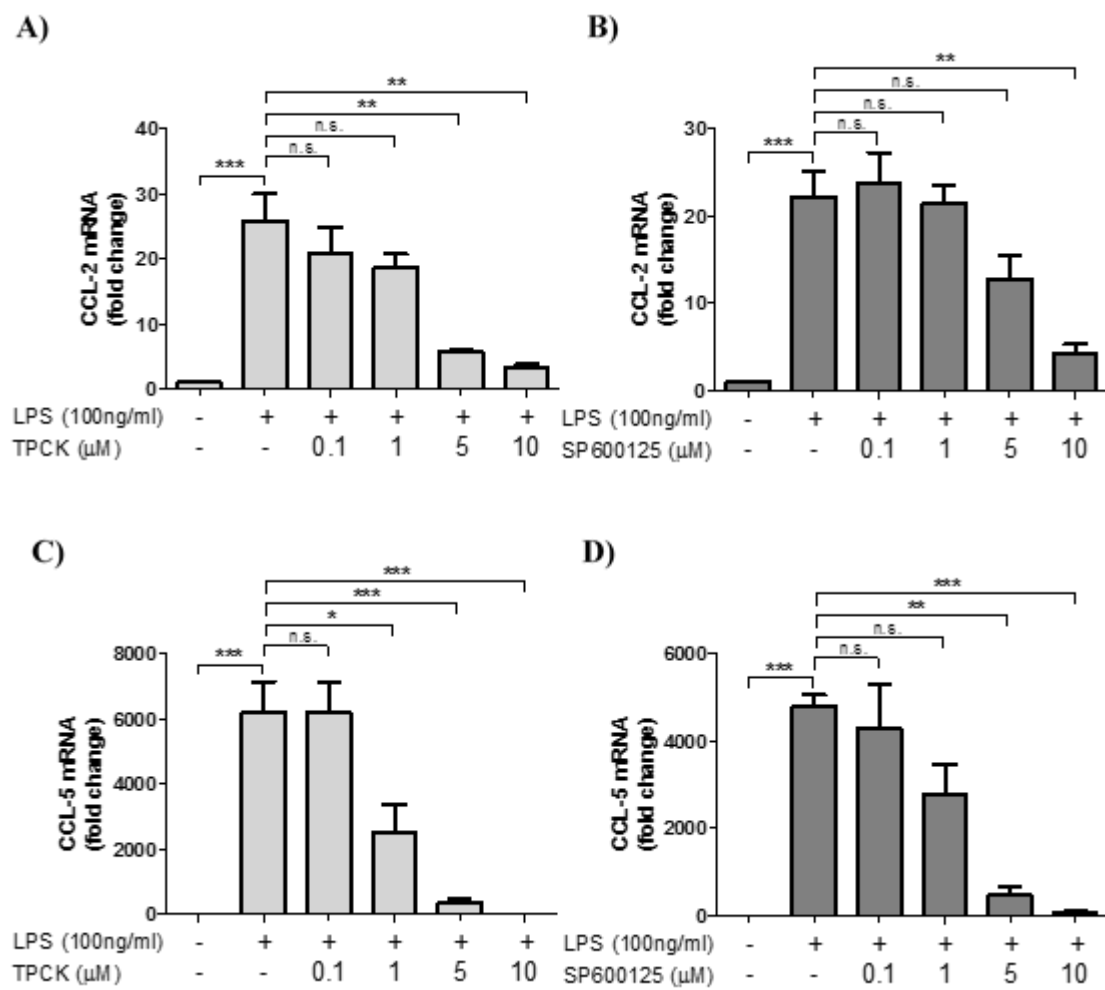 A)
**
**
n.s.
n.s.
***
40
30
20
10
0
CCL-2 mRNA
(fold change)
LPS (100ng/ml) - + + + + +
TPCK (μM) - - 0.1 1 5 10
B)
**
n.s.
n.s.
n.s.
***
30
20
10
0
CCL-2 mRNA
(fold change)
LPS (100ng/ml) - + + + + +
SP600125 (μM) - - 0.1 1 5 10
C)
***
***
*
n.s.
***
8000
6000
4000
2000
0
CCL-5 mRNA
(fold change)
LPS (100ng/ml) - + + + + +
TPCK (μM) - - 0.1 1 5 10
D)
***
**
n.s.
n.s.
***
6000
4000
2000
0
CCL-5 mRNA
(fold change)
LPS (100ng/ml) - + + + + +
SP600125 (μM) - - 0.1 1 5 10